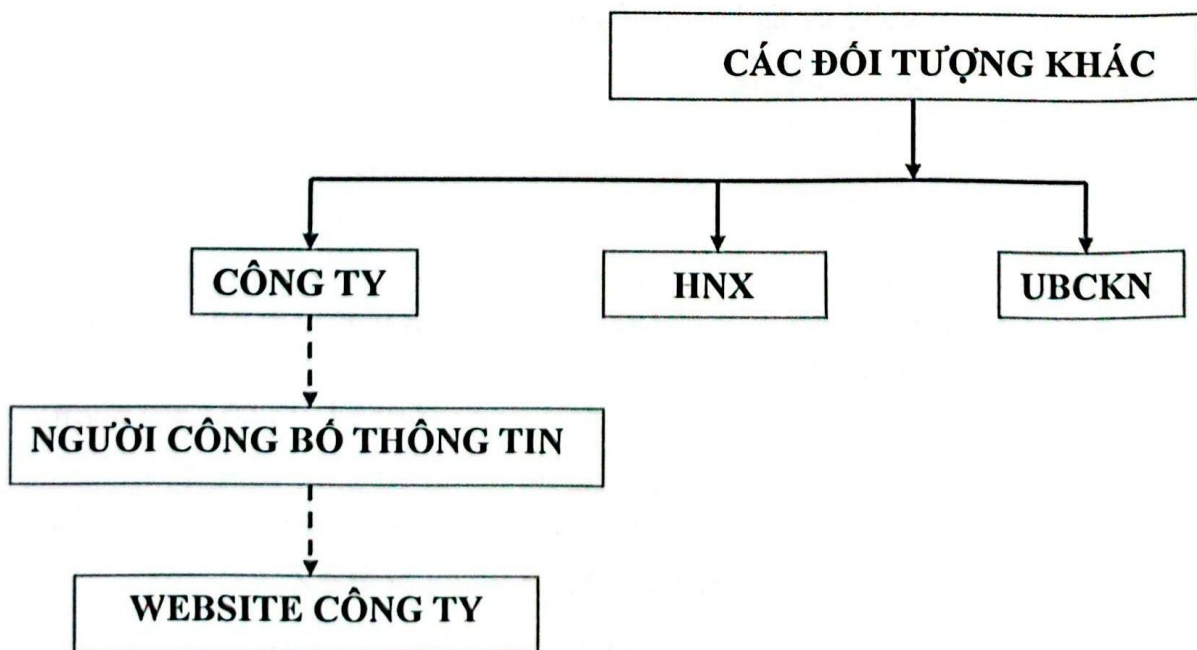 CÁC ĐỐI TƯỢNG KHÁC
CÔNG TY
HNX
UBCKN
NGƯỜI CÔNG BỐ THÔNG TIN
WEBSITE CÔNG TY